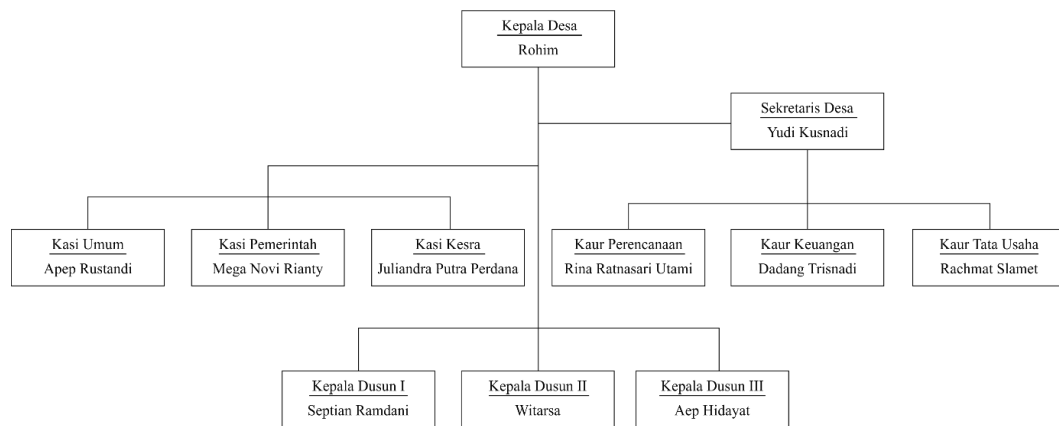 Kepala Desa
Rohim
Sekretaris Desa
Yudi Kusnadi
Kasi Umum
Apep Rustandi
Kasi Pemerintah
Mega Novi Rianty
Kasi Kesra
Juliandra Putra Perdana
Kaur Perencanaan
Rina Ratnasari Utami
Kaur Keuangan
Dadang Trisnadi
Kaur Tata Usaha
Rachmat Slamet
Kepala Dusun I
Septian Ramdani
Kepala Dusun II
Witarsa
Kepala Dusun III
Aep Hidayat